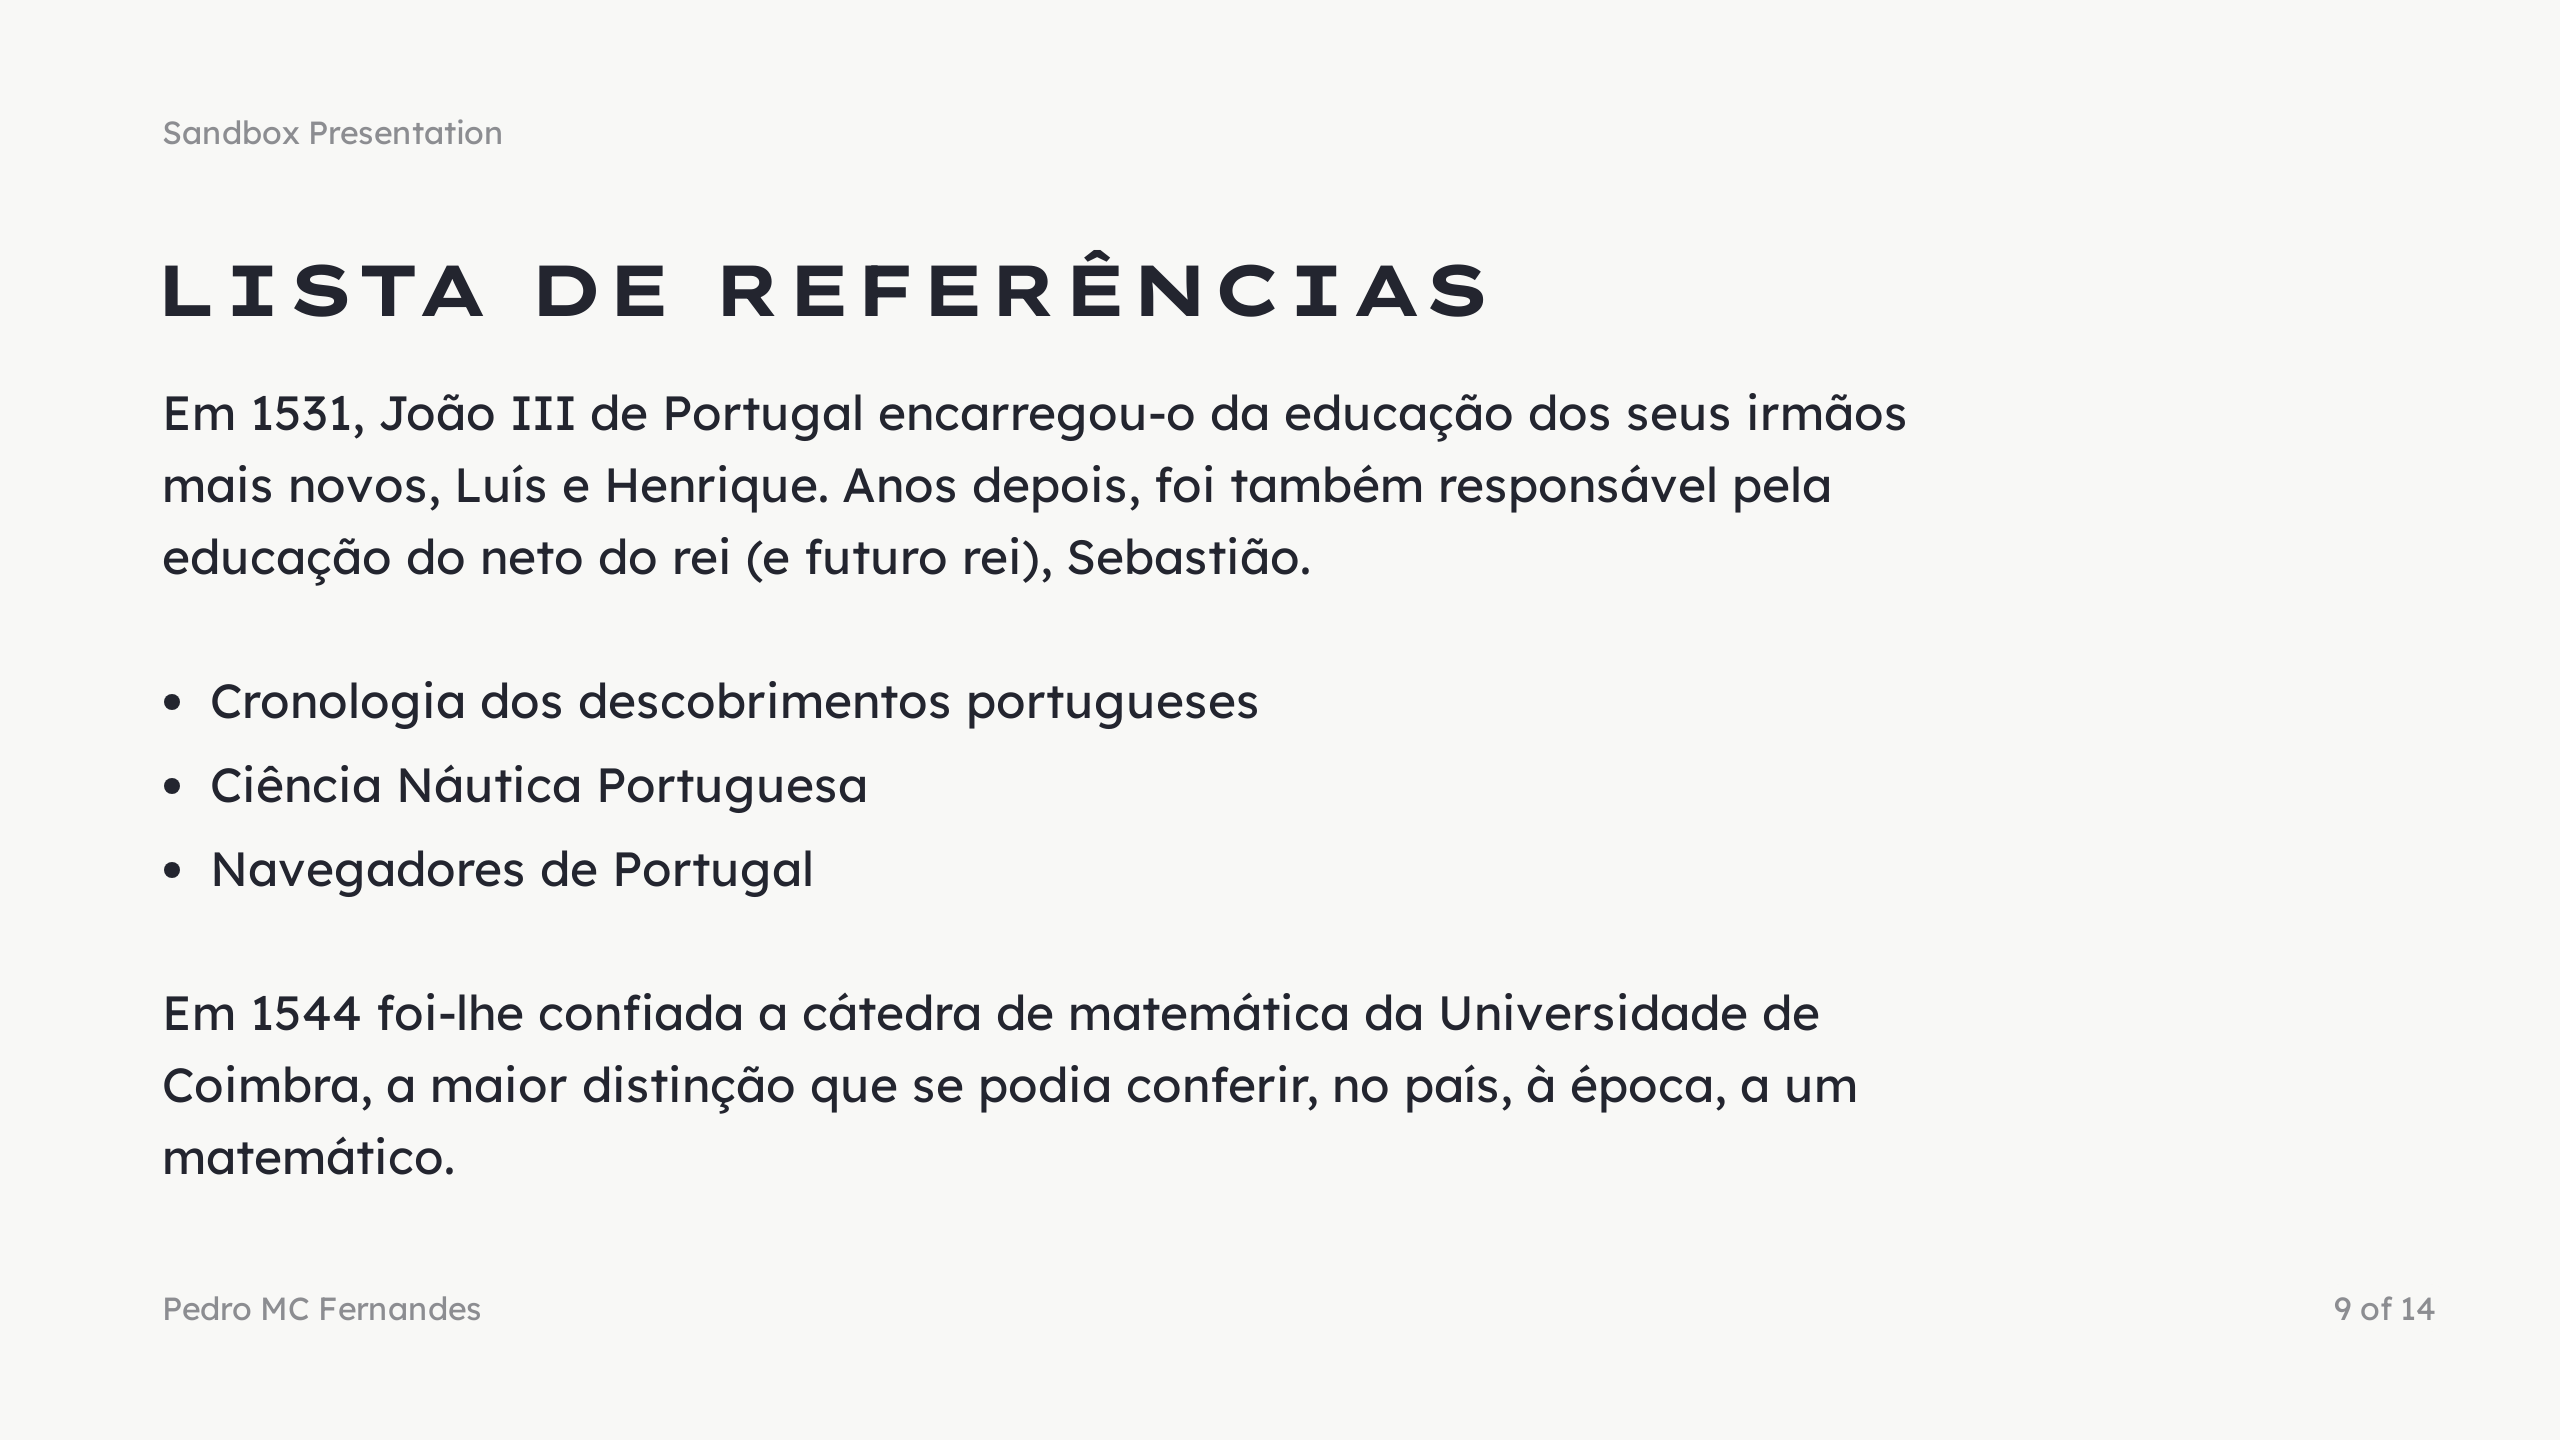 Sandbox Presentation
LISTA DE REFERÊNCIAS
Em 1531, João III de Portugal encarregou-o da educação dos seus irmãos
mais novos, Luís e Henrique. Anos depois, foi também responsável pela
educação do neto do rei (e futuro rei), Sebastião.
• Cronologia dos descobrimentos portugueses
• Ciência Náutica Portuguesa
• Navegadores de Portugal
Em 1544 foi-lhe confiada a cátedra de matemática da Universidade de
Coimbra, a maior distinção que se podia conferir, no país, à época, a um
matemático.
Pedro MC Fernandes
9 of 14